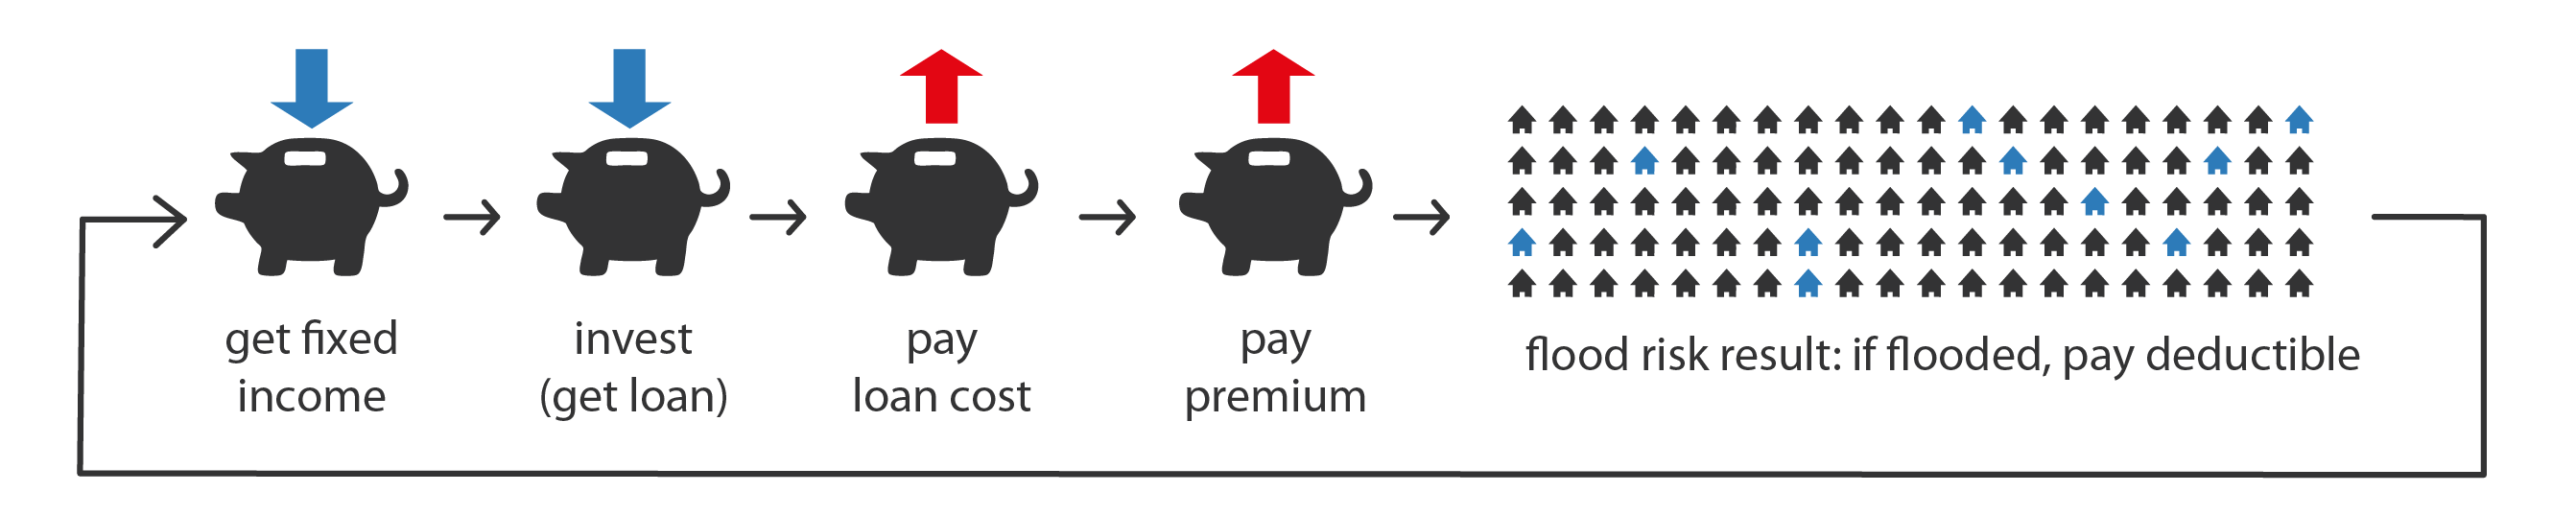 get fixed
income
invest
(get loan)
pay
loan cost
pay
premium
flood risk result: if flooded, pay deductible